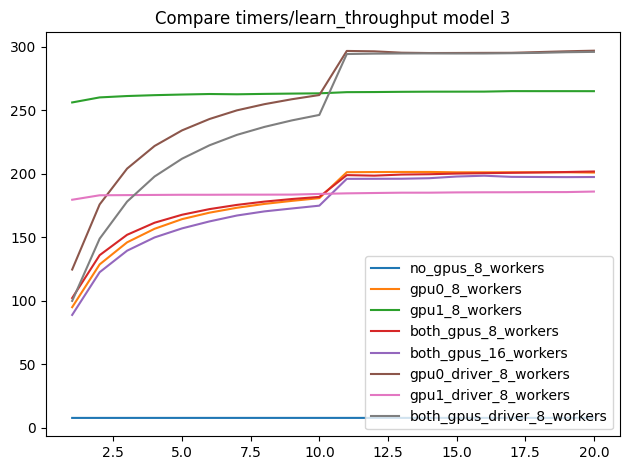 Compare timers/learn_throughput model 3
300
250
200
150
100
50
0
no_gpus_8_workers
gpu0_8_workers
gpu1_8_workers
both_gpus_8_workers
both_gpus_16_workers
gpu0_driver_8_workers
gpu1_driver_8_workers
both_gpus_driver_8_workers
2.5 5.0 7.5 10.0 12.5 15.0 17.5 20.0